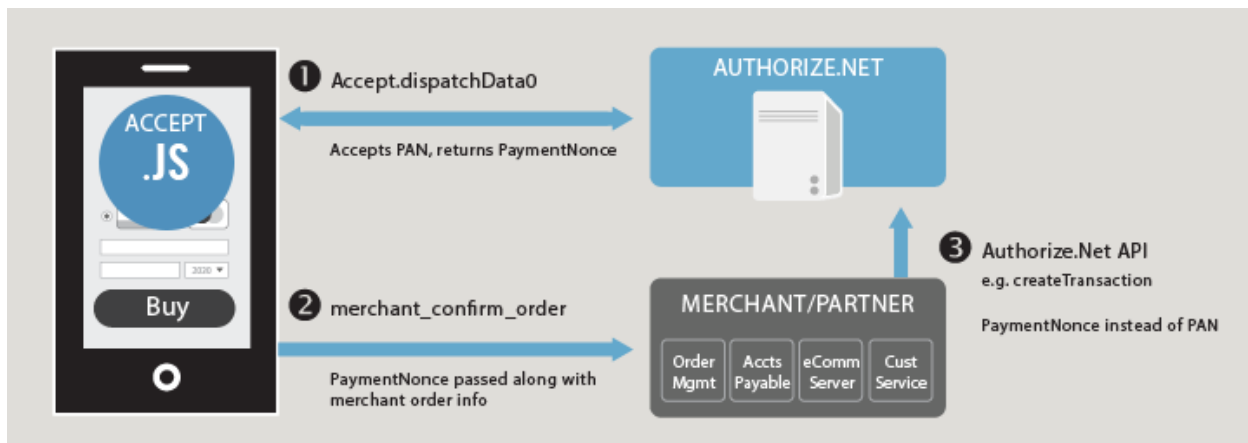 ACCEPT
.JS
2020
Buy
1 Accept.dispatchData0
Accepts PAN, returns PaymentNonce
2 merchant_confirm_order
PaymentNonce passed along with
merchant order info
AUTHORIZE.NET
MERCHANT/PARTNER
Order
Mgmt
Accts
Payable
eComm
Server
Cust
Service
3 Authorize.Net API
e.g. createTransaction
PaymentNonce instead of PAN